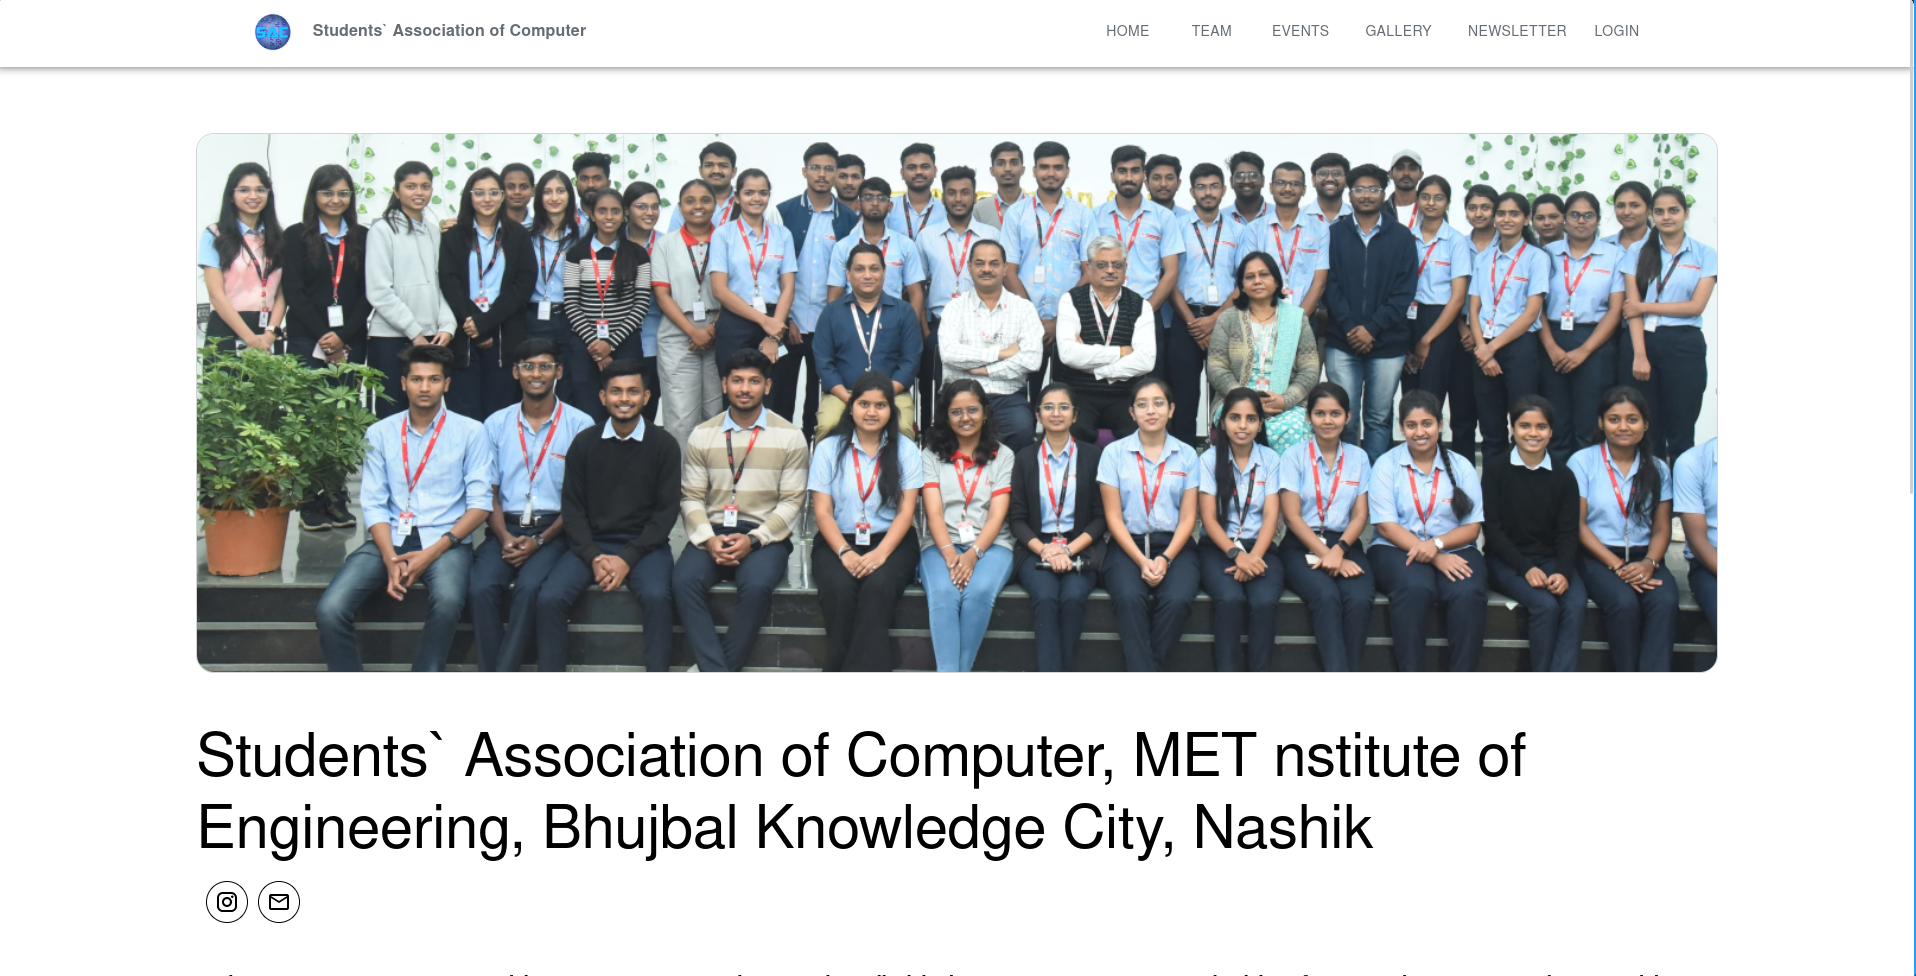 SAC
Students` Association of Computer
HOME TEAM EVENTS GALLERY NEWSLETTER LOGIN
Students` Association of Computer, MET nstitute of
Engineering, Bhujbal Knowledge City, Nashik